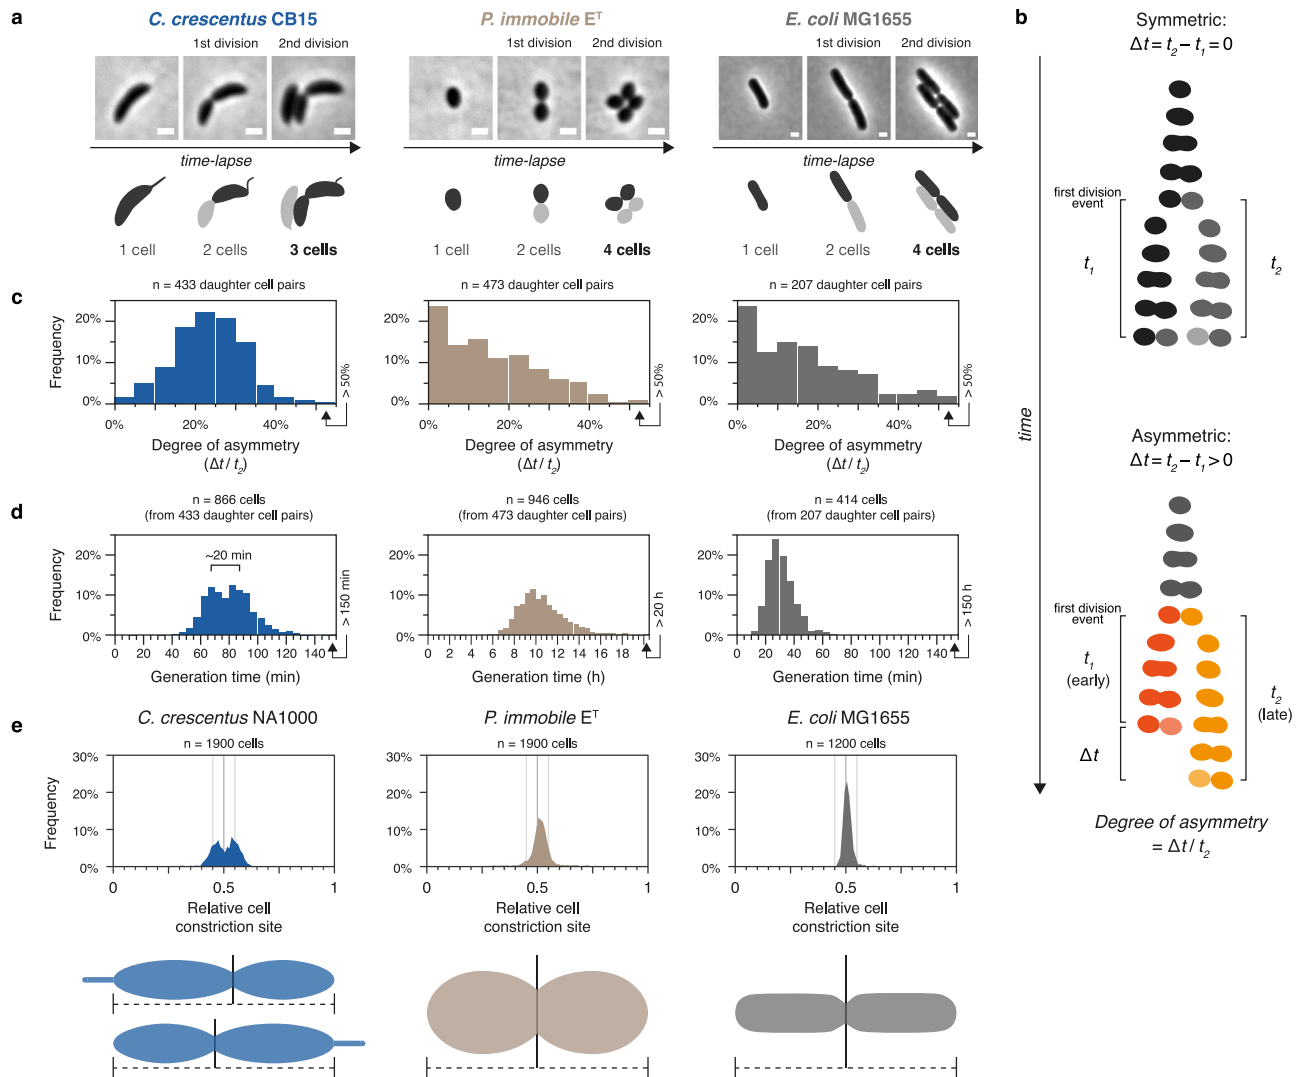 a
C. crescentus CB15
1st division
2nd division
time-lapse
1 cell
2 cells
3 cells
P. immobile Eᵀ
1st division
2nd division
time-lapse
1 cell
2 cells
4 cells
E. coli MG1655
1st division
2nd division
time-lapse
1 cell
2 cells
4 cells
b
Symmetric:
Δt = t₂ – t₁ = 0
first division
event
t₁
t₂
time
Asymmetric:
Δt = t₂ – t₁ > 0
first division
event
t₁
(early)
t₂
(late)
Δt
Degree of asymmetry
= Δt / t₂
c
n = 433 daughter cell pairs
Frequency
20%
10%
0%
0%
20%
40%
> 50%
Degree of asymmetry
(Δt / t₂)
n = 473 daughter cell pairs
20%
10%
0%
0%
20%
40%
> 50%
Degree of asymmetry
(Δt / t₂)
n = 207 daughter cell pairs
20%
10%
0%
0%
20%
40%
> 50%
Degree of asymmetry
(Δt / t₂)
d
n = 866 cells
(from 433 daughter cell pairs)
~20 min
Frequency
20%
10%
0%
0 20 40 60 80 100 120 140
> 150 min
Generation time (min)
n = 946 cells
(from 473 daughter cell pairs)
20%
10%
0%
0 2 4 6 8 10 12 14 16 18 20
> 20 h
Generation time (h)
n = 414 cells
(from 207 daughter cell pairs)
20%
10%
0%
0 20 40 60 80 100 120 140
> 150 h
Generation time (min)
e
C. crescentus NA1000
n = 1900 cells
Frequency
30%
20%
10%
0%
0 0.5 1
Relative cell
constriction site
P. immobile Eᵀ
n = 1900 cells
30%
20%
10%
0%
0 0.5 1
Relative cell
constriction site
E. coli MG1655
n = 1200 cells
30%
20%
10%
0%
0 0.5 1
Relative cell
constriction site